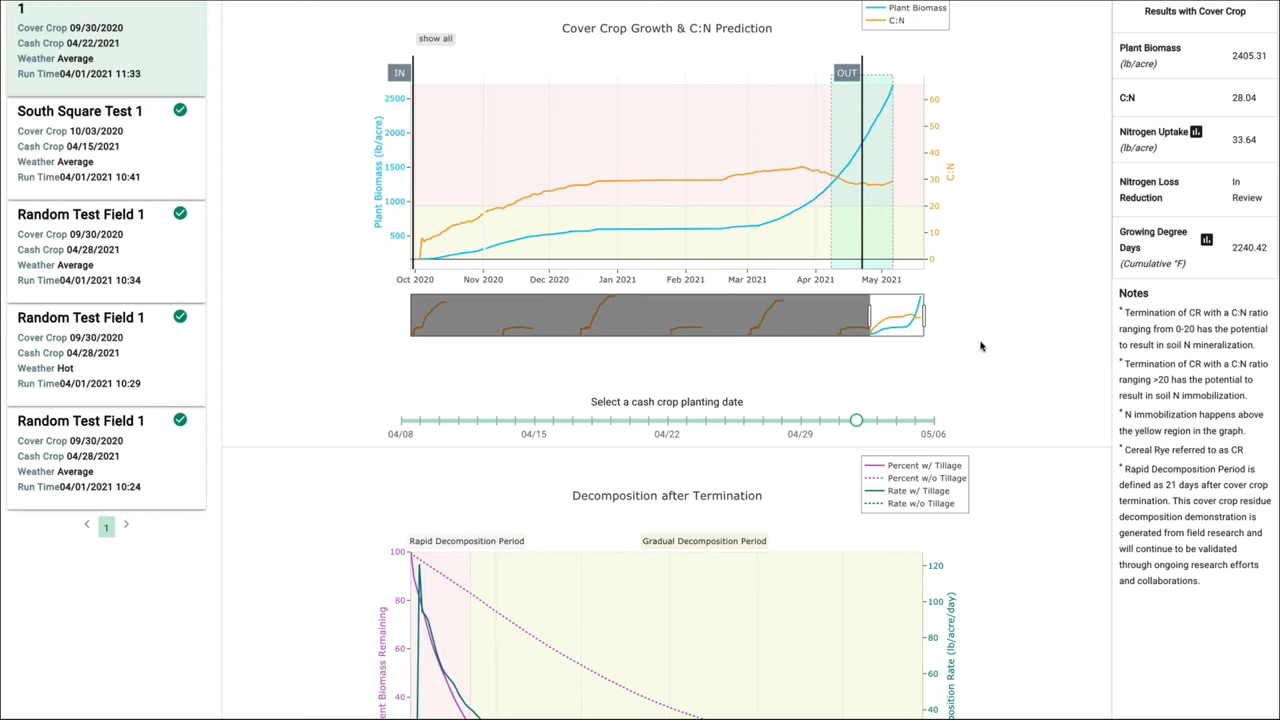 1
Cover Crop 09/30/2020
Cash Crop 04/22/2021
Weather Average
Run Time04/01/2021 11:33
South Square Test 1
Cover Crop 10/03/2020
Cash Crop 04/15/2021
Weather Average
Run Time04/01/2021 10:41
Random Test Field 1
Cover Crop 09/30/2020
Cash Crop 04/28/2021
Weather Average
Run Time04/01/2021 10:34
Random Test Field 1
Cover Crop 09/30/2020
Cash Crop 04/28/2021
Weather Hot
Run Time04/01/2021 10:29
Random Test Field 1
Cover Crop 09/30/2020
Cash Crop 04/28/2021
Weather Average
Run Time04/01/2021 10:24
1
Cover Crop Growth & C:N Prediction
Plant Biomass
C:N
show all
IN
OUT
Plant Biomass (lb/acre)
2500
2000
1500
1000
500
C:N
60
50
40
30
20
10
0
Oct 2020 Nov 2020 Dec 2020 Jan 2021 Feb 2021 Mar 2021 Apr 2021 May 2021
Select a cash crop planting date
04/08 04/15 04/22 04/29 05/06
Decomposition after Termination
Percent w/ Tillage
Percent w/o Tillage
Rate w/ Tillage
Rate w/o Tillage
Rapid Decomposition Period
Gradual Decomposition Period
100
80
60
40
Biomass Remaining
120
100
80
60
40
Rate (lb/acre/day)
Results with Cover Crop
Plant Biomass
(lb/acre)
2405.31
C:N
28.04
Nitrogen Uptake
(lb/acre)
33.64
Nitrogen Loss
Reduction
In
Review
Growing Degree
Days
(Cumulative °F)
2240.42
Notes
* Termination of CR with a C:N ratio
ranging from 0-20 has the potential
to result in soil N mineralization.
* Termination of CR with a C:N ratio
ranging >20 has the potential to
result in soil N immobilization.
* N immobilization happens above
the yellow region in the graph.
* Cereal Rye referred to as CR
* Rapid Decomposition Period is
defined as 21 days after cover crop
termination. This cover crop residue
decomposition demonstration is
generated from field research and
will continue to be validated
through ongoing research efforts
and collaborations.